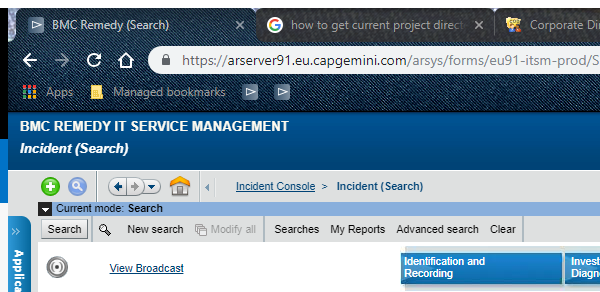 BMC Remedy (Search)
how to get current project direct
Corporate Di
https://arserver91.eu.capgemini.com/arsys/forms/eu91-itsm-prod/S
Apps
Managed bookmarks
BMC REMEDY IT SERVICE MANAGEMENT
Incident (Search)
Incident Console > Incident (Search)
Current mode: Search
Search
New search
Modify all
Searches
My Reports
Advanced search
Clear
Applica
View Broadcast
Identification and
Recording
Invest
Diagn